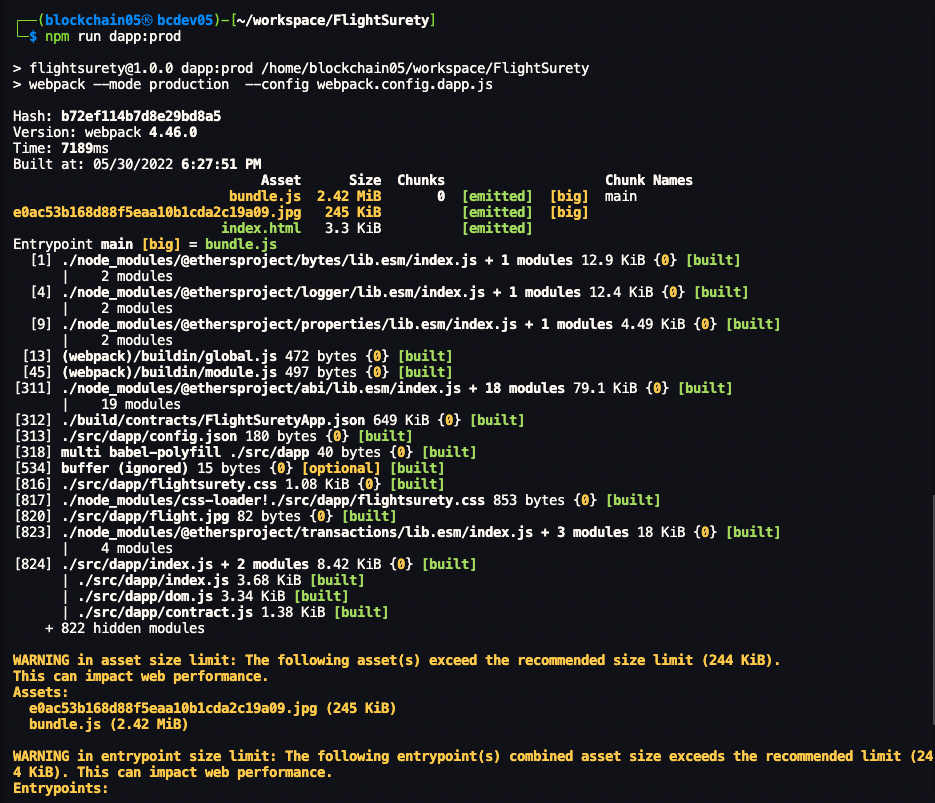 ┌──(blockchain05㉿bcdev05)-[~/workspace/FlightSurety]
└─$ npm run dapp:prod
> flightsurety@1.0.0 dapp:prod /home/blockchain05/workspace/FlightSurety
> webpack --mode production  --config webpack.config.dapp.js
Hash: b72ef114b7d8e29bd8a5
Version: webpack 4.46.0
Time: 7189ms
Built at: 05/30/2022 6:27:51 PM
Asset      Size  Chunks                    Chunk Names
bundle.js  2.42 MiB       0  [emitted]  [big]  main
e0ac53b168d88f5eaa10b1cda2c19a09.jpg   245 KiB          [emitted]  [big]
index.html   3.3 KiB          [emitted]
Entrypoint main [big] = bundle.js
[1] ./node_modules/@ethersproject/bytes/lib.esm/index.js + 1 modules 12.9 KiB {0} [built]
|    2 modules
[4] ./node_modules/@ethersproject/logger/lib.esm/index.js + 1 modules 12.4 KiB {0} [built]
|    2 modules
[9] ./node_modules/@ethersproject/properties/lib.esm/index.js + 1 modules 4.49 KiB {0} [built]
|    2 modules
[13] (webpack)/buildin/global.js 472 bytes {0} [built]
[45] (webpack)/buildin/module.js 497 bytes {0} [built]
[311] ./node_modules/@ethersproject/abi/lib.esm/index.js + 18 modules 79.1 KiB {0} [built]
|    19 modules
[312] ./build/contracts/FlightSuretyApp.json 649 KiB {0} [built]
[313] ./src/dapp/config.json 180 bytes {0} [built]
[318] multi babel-polyfill ./src/dapp 40 bytes {0} [built]
[534] buffer (ignored) 15 bytes {0} [optional] [built]
[816] ./src/dapp/flightsurety.css 1.08 KiB {0} [built]
[817] ./node_modules/css-loader!./src/dapp/flightsurety.css 853 bytes {0} [built]
[820] ./src/dapp/flight.jpg 82 bytes {0} [built]
[823] ./node_modules/@ethersproject/transactions/lib.esm/index.js + 3 modules 18 KiB {0} [built]
|    4 modules
[824] ./src/dapp/index.js + 2 modules 8.42 KiB {0} [built]
| ./src/dapp/index.js 3.68 KiB [built]
| ./src/dapp/dom.js 3.34 KiB [built]
| ./src/dapp/contract.js 1.38 KiB [built]
+ 822 hidden modules
WARNING in asset size limit: The following asset(s) exceed the recommended size limit (244 KiB).
This can impact web performance.
Assets:
e0ac53b168d88f5eaa10b1cda2c19a09.jpg (245 KiB)
bundle.js (2.42 MiB)
WARNING in entrypoint size limit: The following entrypoint(s) combined asset size exceeds the recommended limit (24
4 KiB). This can impact web performance.
Entrypoints: